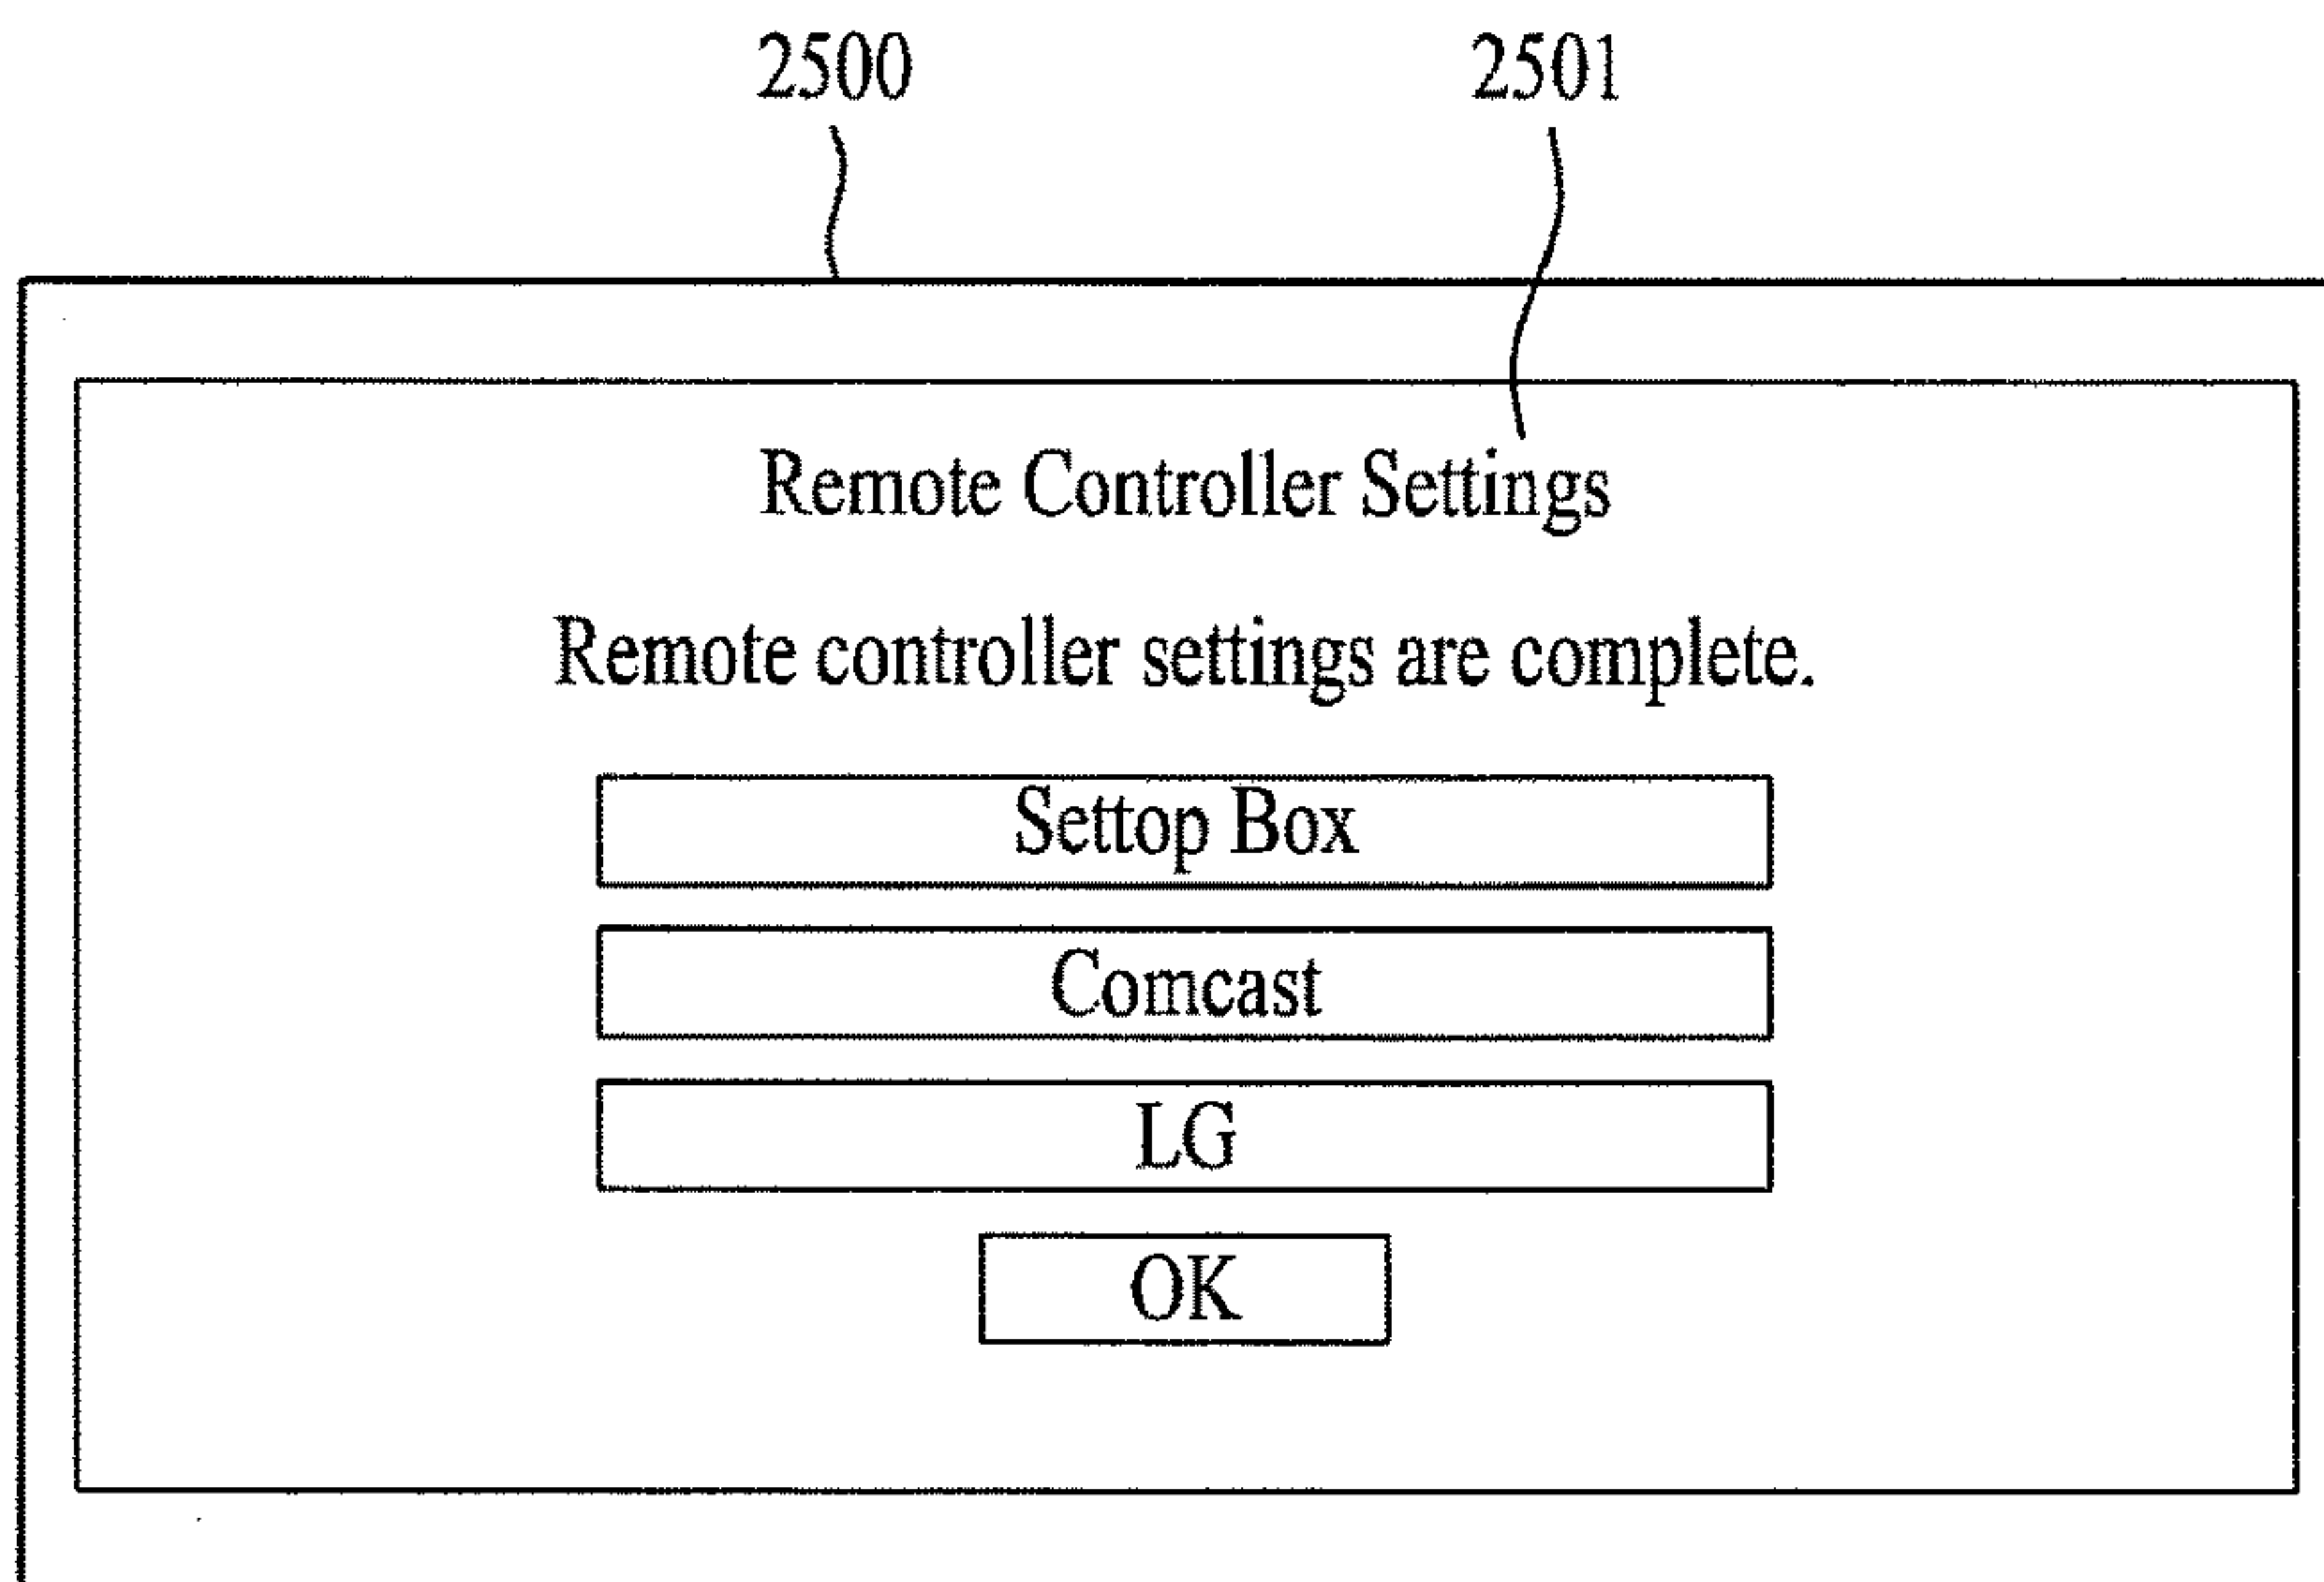 2500 2501
Remote Controller Settings
Remote controller settings are complete.
Settop Box
Comcast
LG
OK